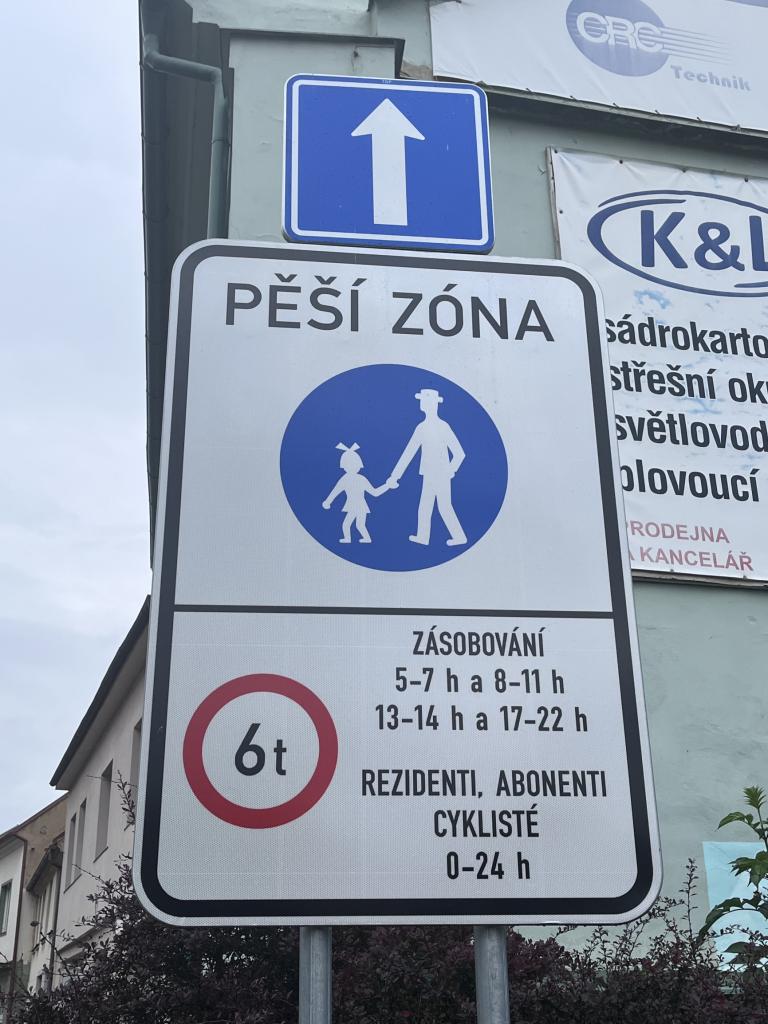 CRC
Technik
PĚŠÍ ZÓNA
ZÁSOBOVÁNÍ
5-7 h a 8-11 h
13-14 h a 17-22 h
6t
REZIDENTI, ABONENTI
CYKLISTÉ
0-24 h
K&L
sádrokarto
střešní ok
světlovod
plovoucí
PRODEJNA
A KANCELÁŘ